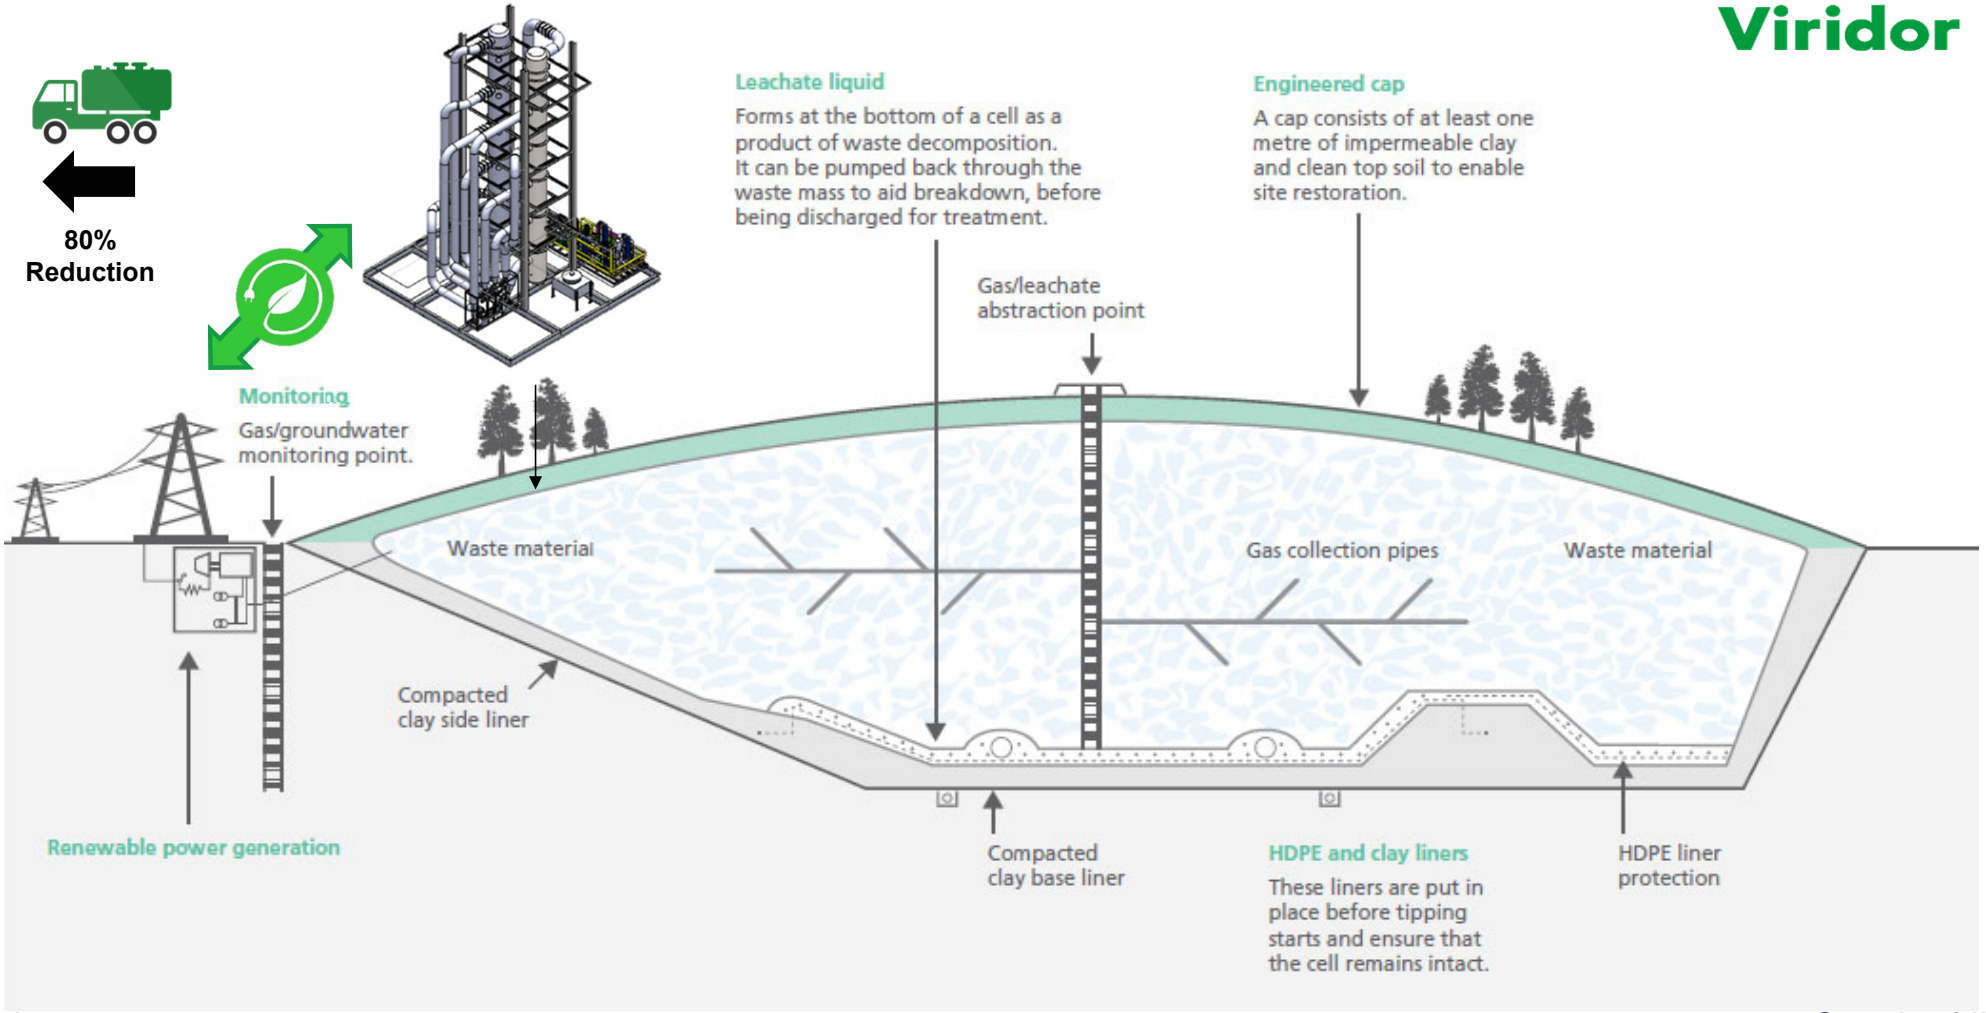 Viridor
80%
Reduction
Leachate liquid
Forms at the bottom of a cell as a
product of waste decomposition.
It can be pumped back through the
waste mass to aid breakdown, before
being discharged for treatment.
Engineered cap
A cap consists of at least one
metre of impermeable clay
and clean top soil to enable
site restoration.
Gas/leachate
abstraction point
Monitoring
Gas/groundwater
monitoring point.
Waste material
Gas collection pipes
Waste material
Compacted
clay side liner
Renewable power generation
Compacted
clay base liner
HDPE and clay liners
These liners are put in
place before tipping
starts and ensure that
the cell remains intact.
HDPE liner
protection